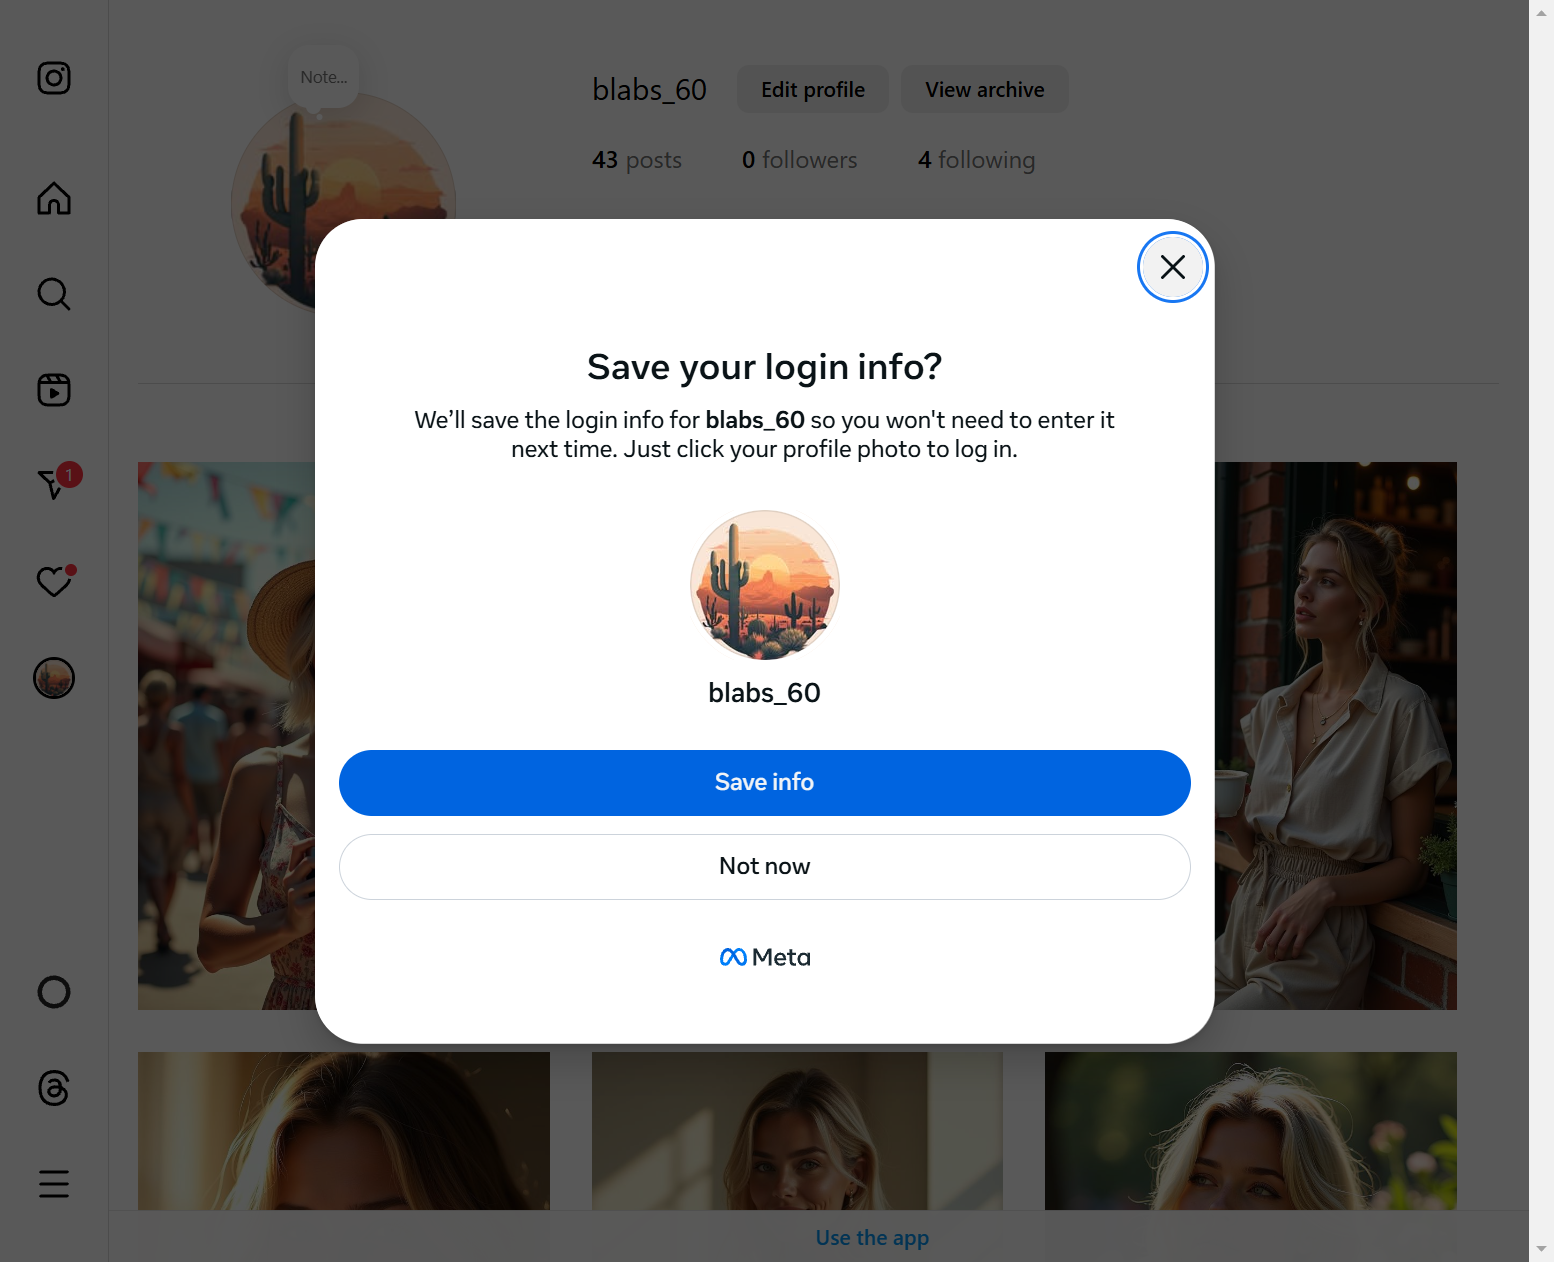 Note...
blabs_60
Edit profile
View archive
43 posts
0 followers
4 following
1
Save your login info?
We’ll save the login info for blabs_60 so you won't need to enter it
next time. Just click your profile photo to log in.
blabs_60
Save info
Not now
Meta
Use the app